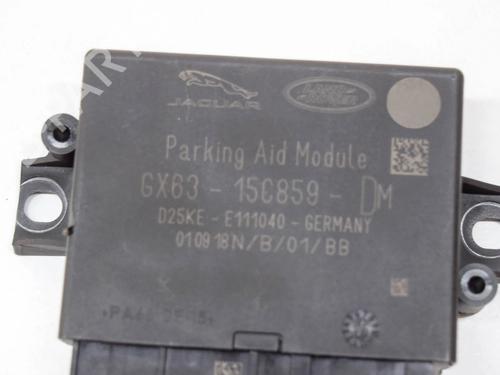 JAGUAR
LAND ROVER
Parking Aid Module
GX63 - 15C859 - DM
D25KE - E111040 - GERMANY
010918N/B/01/BB